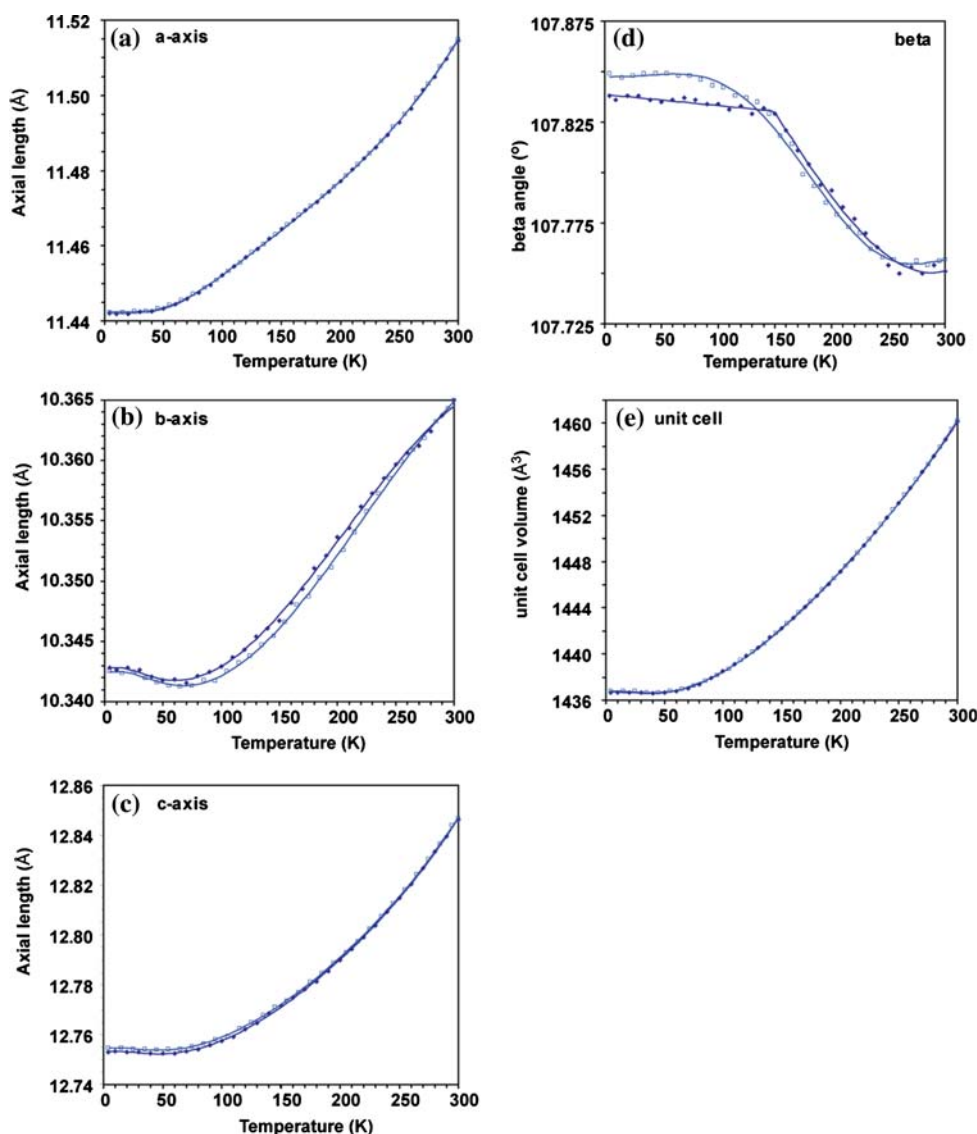 (a) a-axis
Axial length (Å)
11.52
11.50
11.48
11.46
11.44
0 50 100 150 200 250 300
Temperature (K)
(d) beta
beta angle (°)
107.875
107.825
107.775
107.725
0 50 100 150 200 250 300
Temperature (K)
(b) b-axis
Axial length (Å)
10.365
10.360
10.355
10.350
10.345
10.340
0 50 100 150 200 250 300
Temperature (K)
(e) unit cell
unit cell volume (Å³)
1460
1456
1452
1448
1444
1440
1436
0 50 100 150 200 250 300
Temperature (K)
(c) c-axis
Axial length (Å)
12.86
12.84
12.82
12.80
12.78
12.76
12.74
0 50 100 150 200 250 300
Temperature (K)